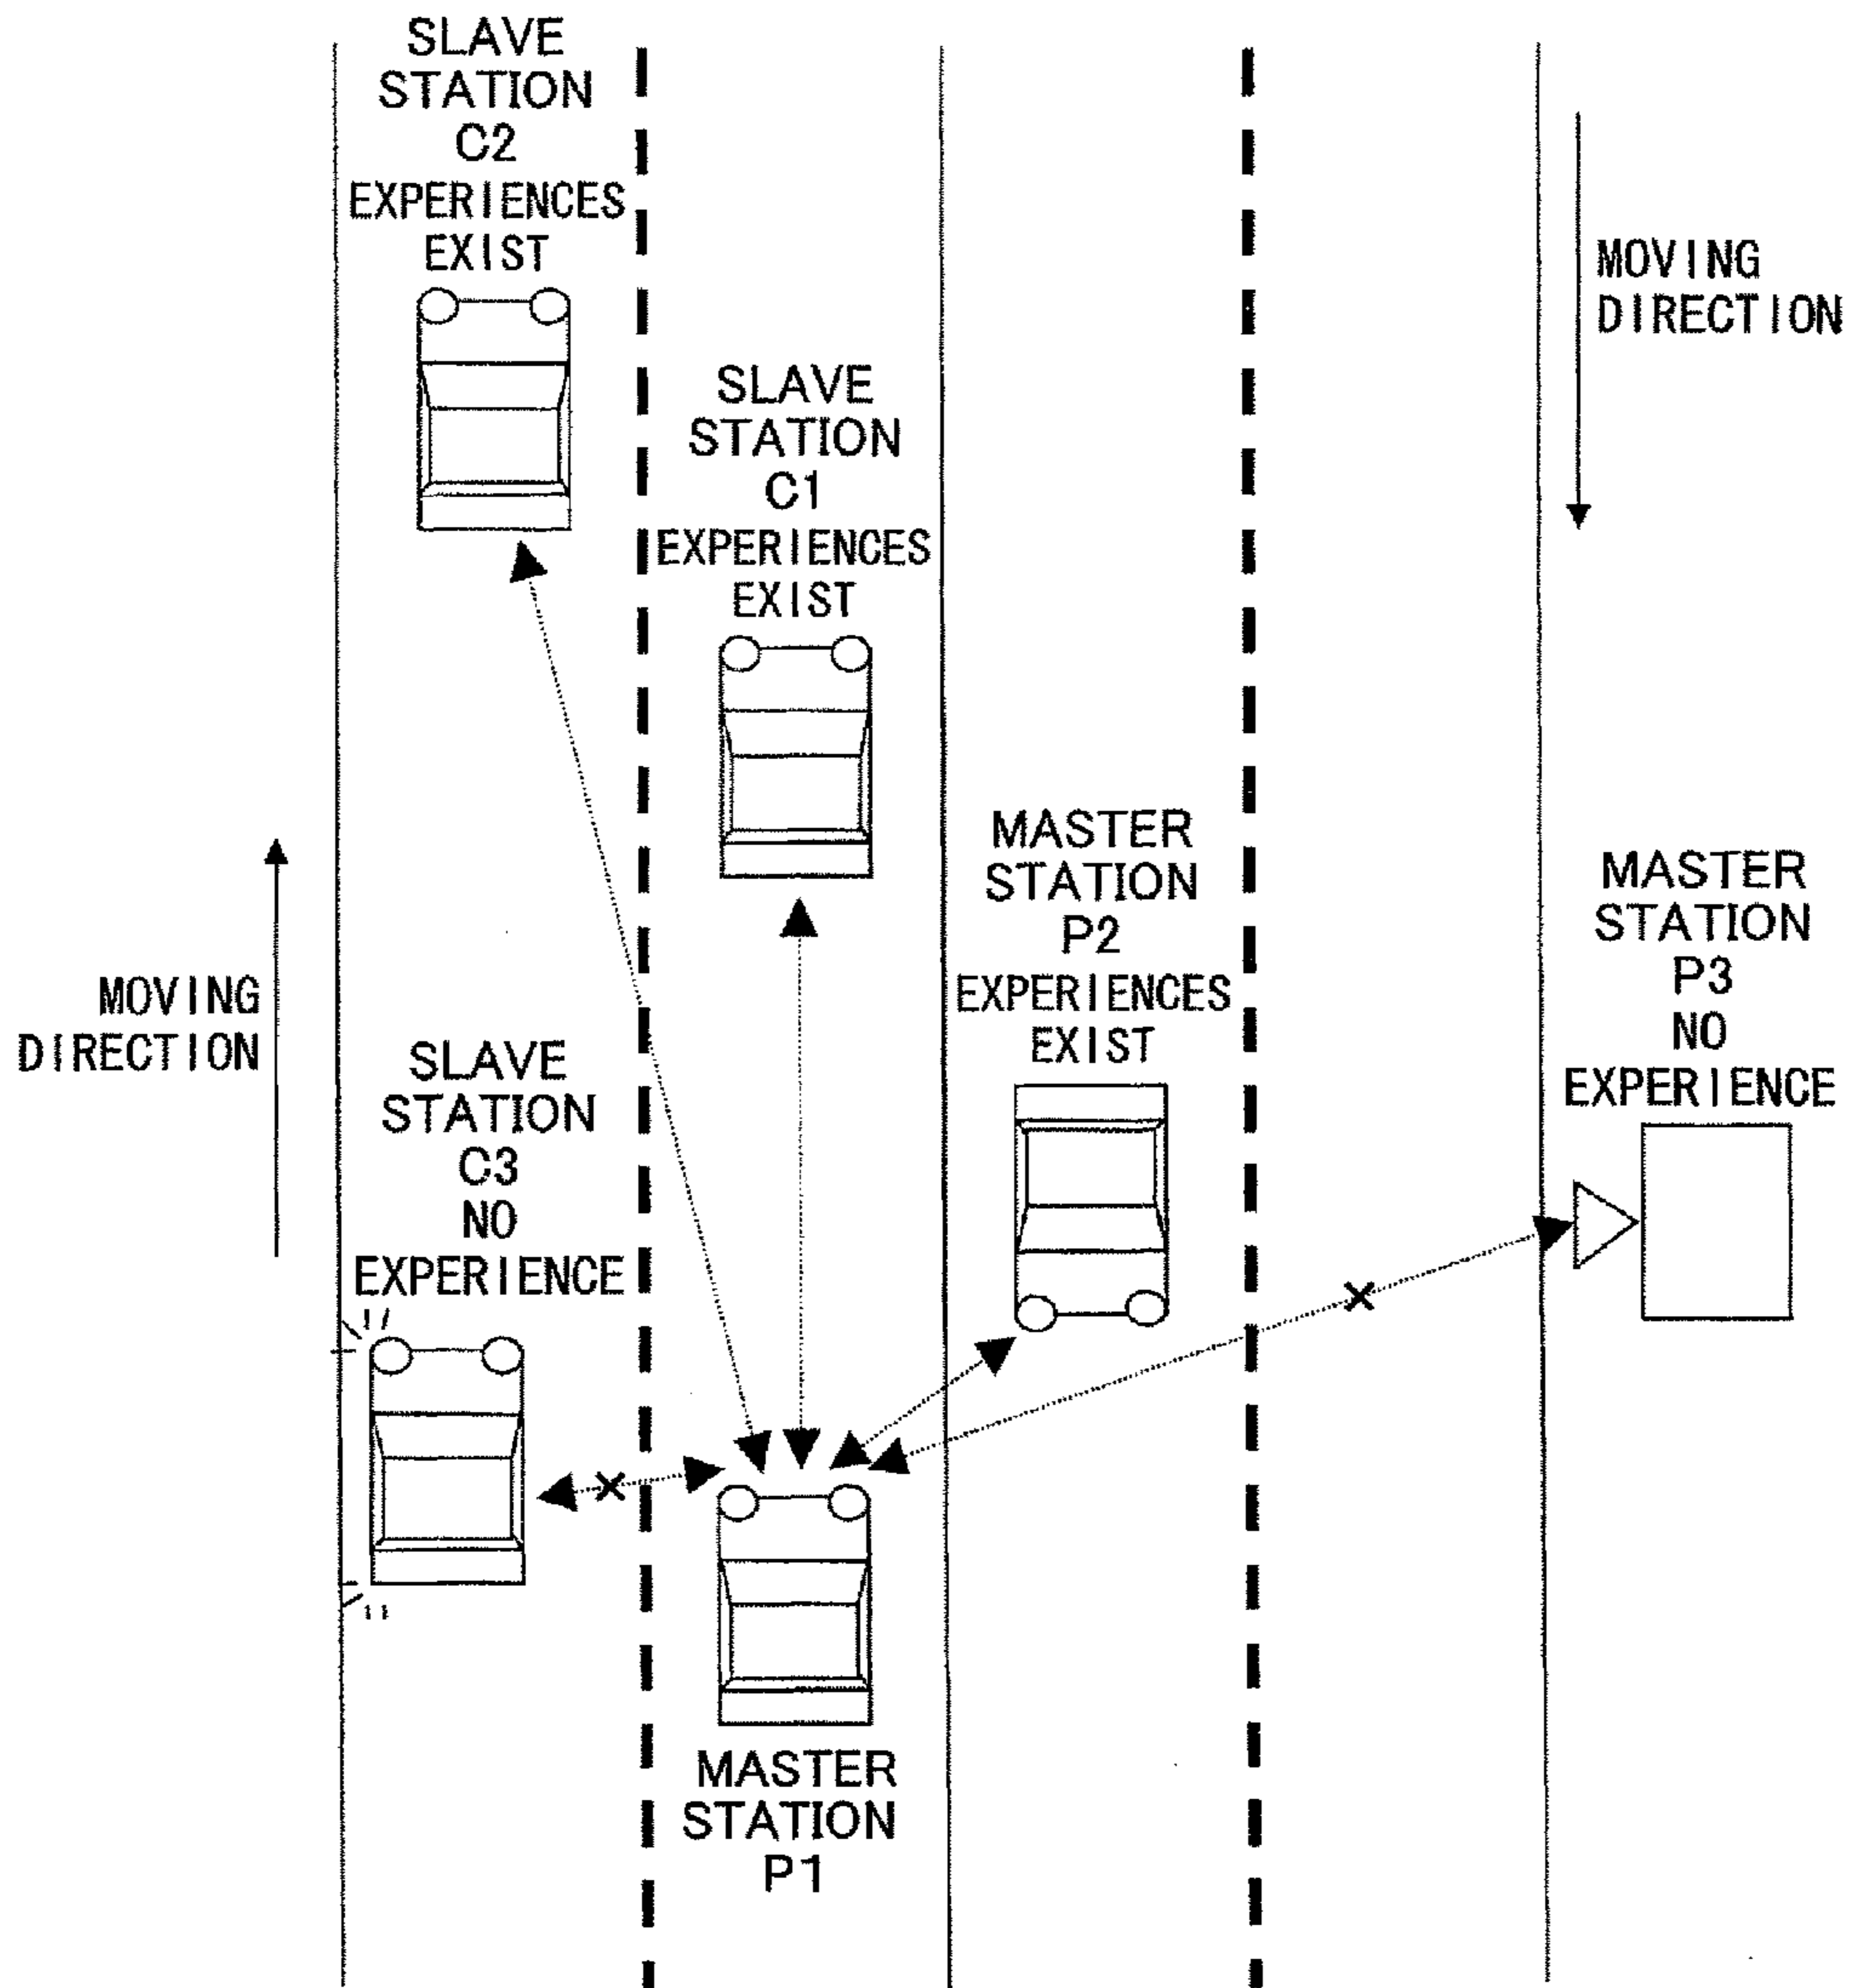 SLAVE
STATION
C2
EXPERIENCES
EXIST
MOVING
DIRECTION
SLAVE
STATION
C1
EXPERIENCES
EXIST
MASTER
STATION
P2
EXPERIENCES
EXIST
MASTER
STATION
P3
NO
EXPERIENCE
MOVING
DIRECTION
SLAVE
STATION
C3
NO
EXPERIENCE
MASTER
STATION
P1